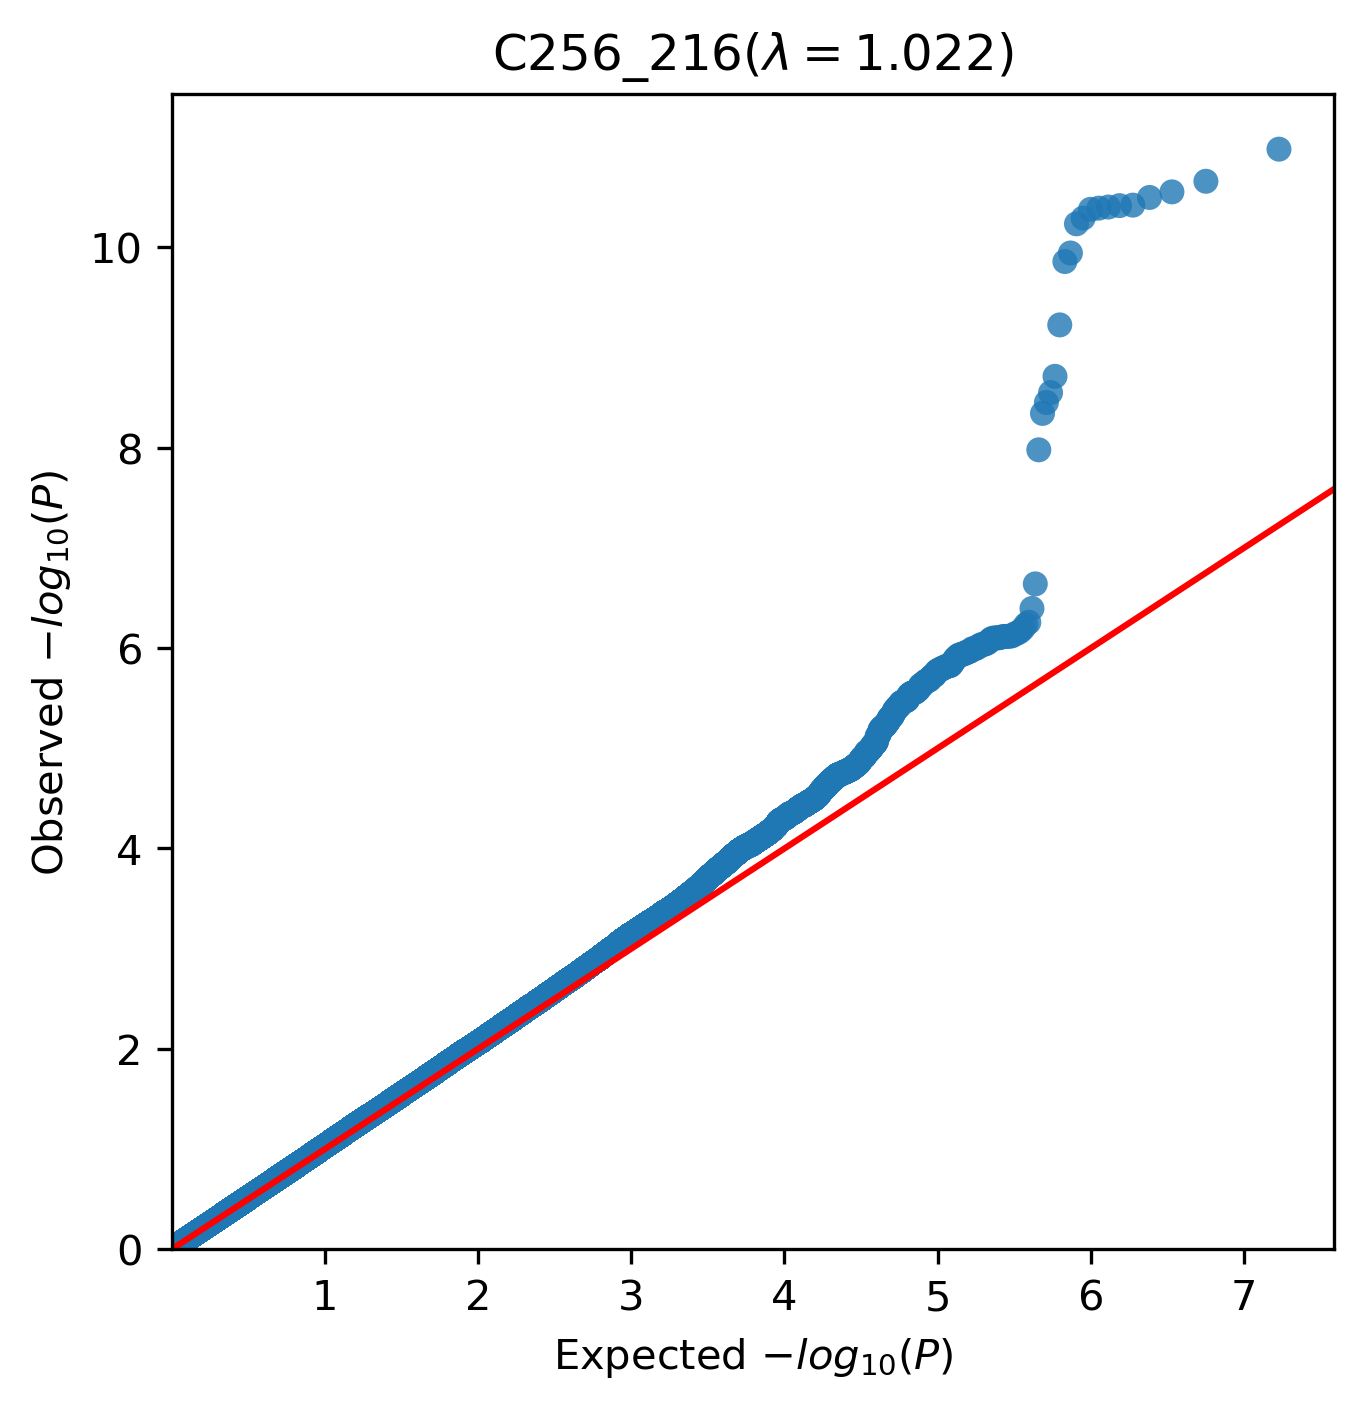 C256_216(λ = 1.022)
Observed −log₁₀(P)
10
8
6
4
2
0
1 2 3 4 5 6 7
Expected −log₁₀(P)